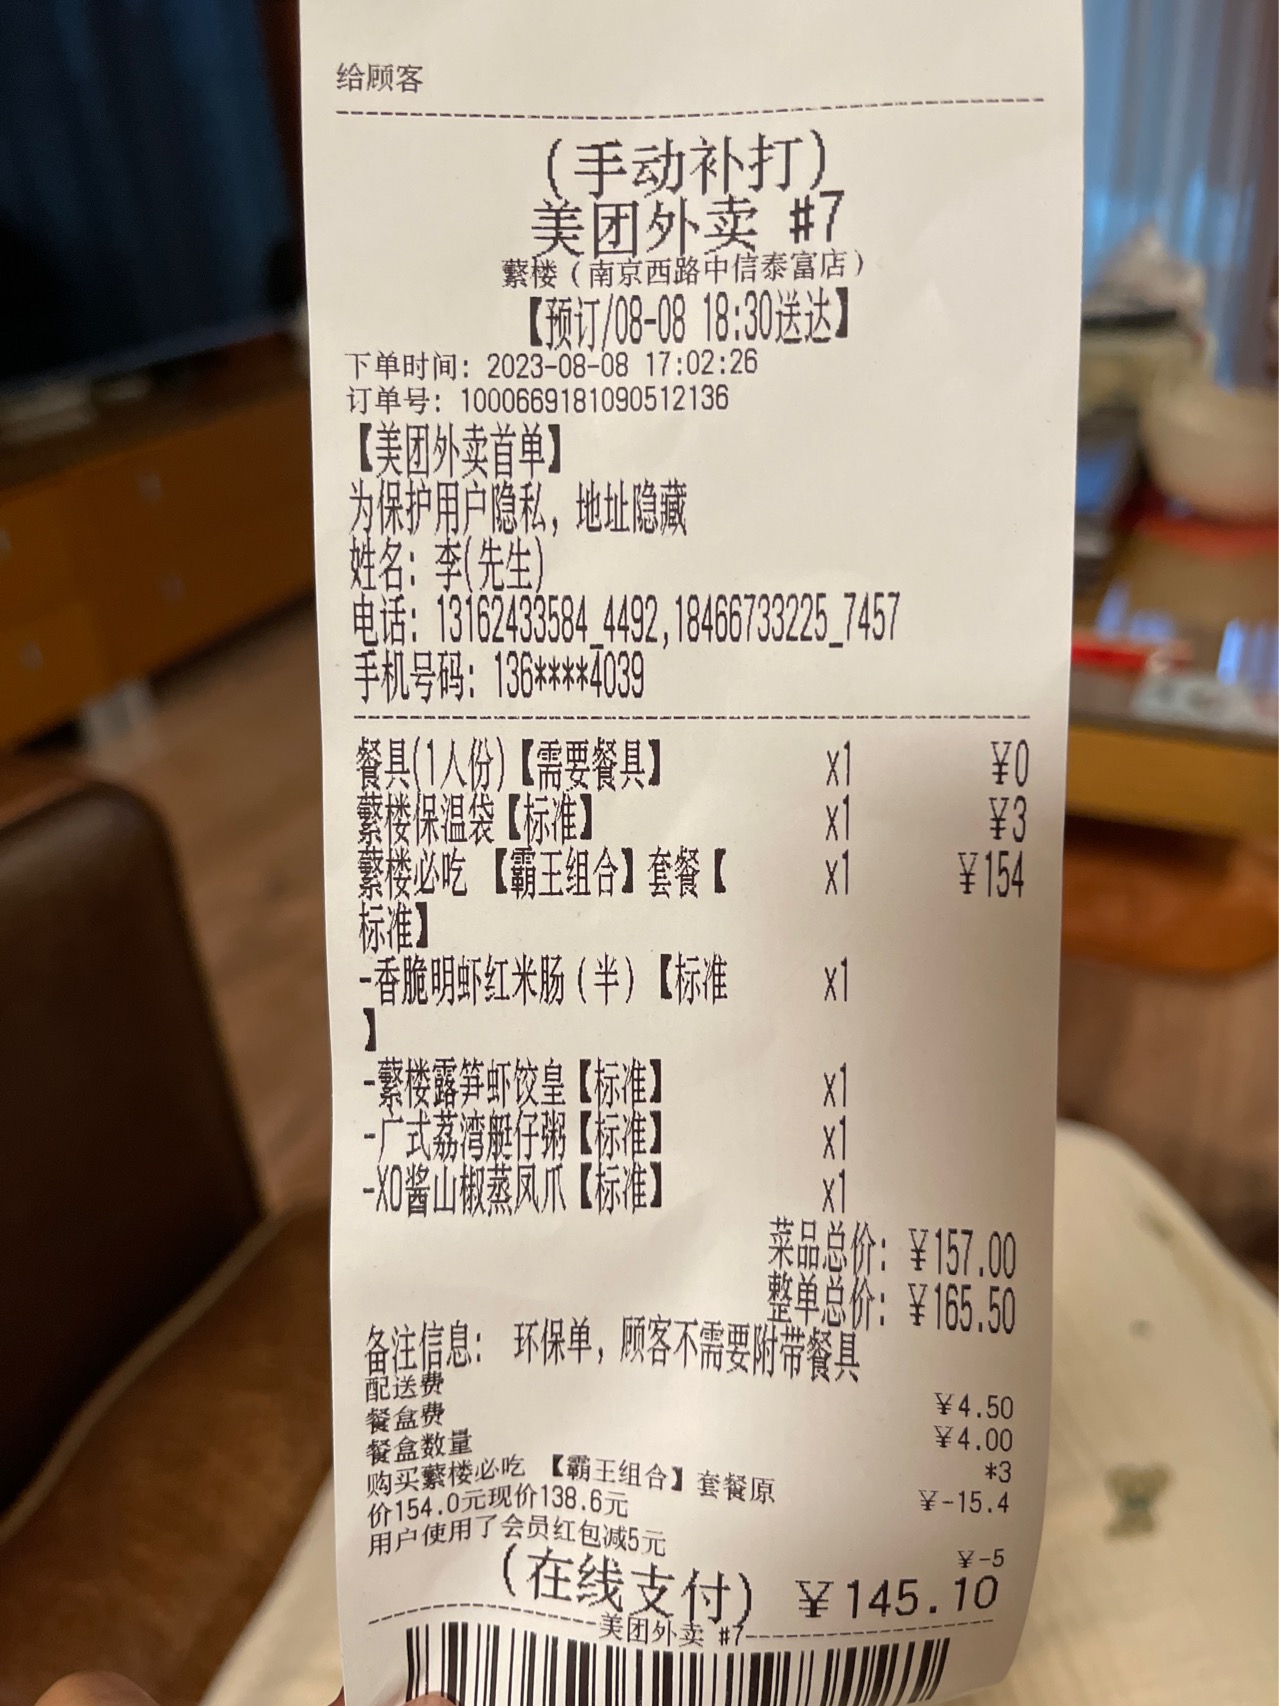 给顾客
(手动补打)
美团外卖 #7
蘩楼（南京西路中信泰富店）
【预订/08-08 18:30送达】
下单时间: 2023-08-08 17:02:26
订单号: 1000669181090512136
【美团外卖首单】
为保护用户隐私, 地址隐藏
姓名: 李(先生)
电话: 13162433584_4492,18466733225_7457
手机号码: 136****4039
餐具(1人份)【需要餐具】 x1 ¥0
蘩楼保温袋【标准】 x1 ¥3
蘩楼必吃 【霸王组合】套餐【 x1 ¥154
标准】
-香脆明虾红米肠（半）【标准 x1
】
-蘩楼露笋虾饺皇【标准】 x1
-广式荔湾艇仔粥【标准】 x1
-XO酱山椒蒸凤爪【标准】 x1
菜品总价: ¥157.00
整单总价: ¥165.50
备注信息: 环保单, 顾客不需要附带餐具
配送费 ¥4.50
餐盒费 ¥4.00
餐盒数量 *3
购买蘩楼必吃 【霸王组合】套餐原 ¥-15.4
价154.0元现价138.6元
用户使用了会员红包减5元 ¥-5
(在线支付) ¥145.10
美团外卖 #7